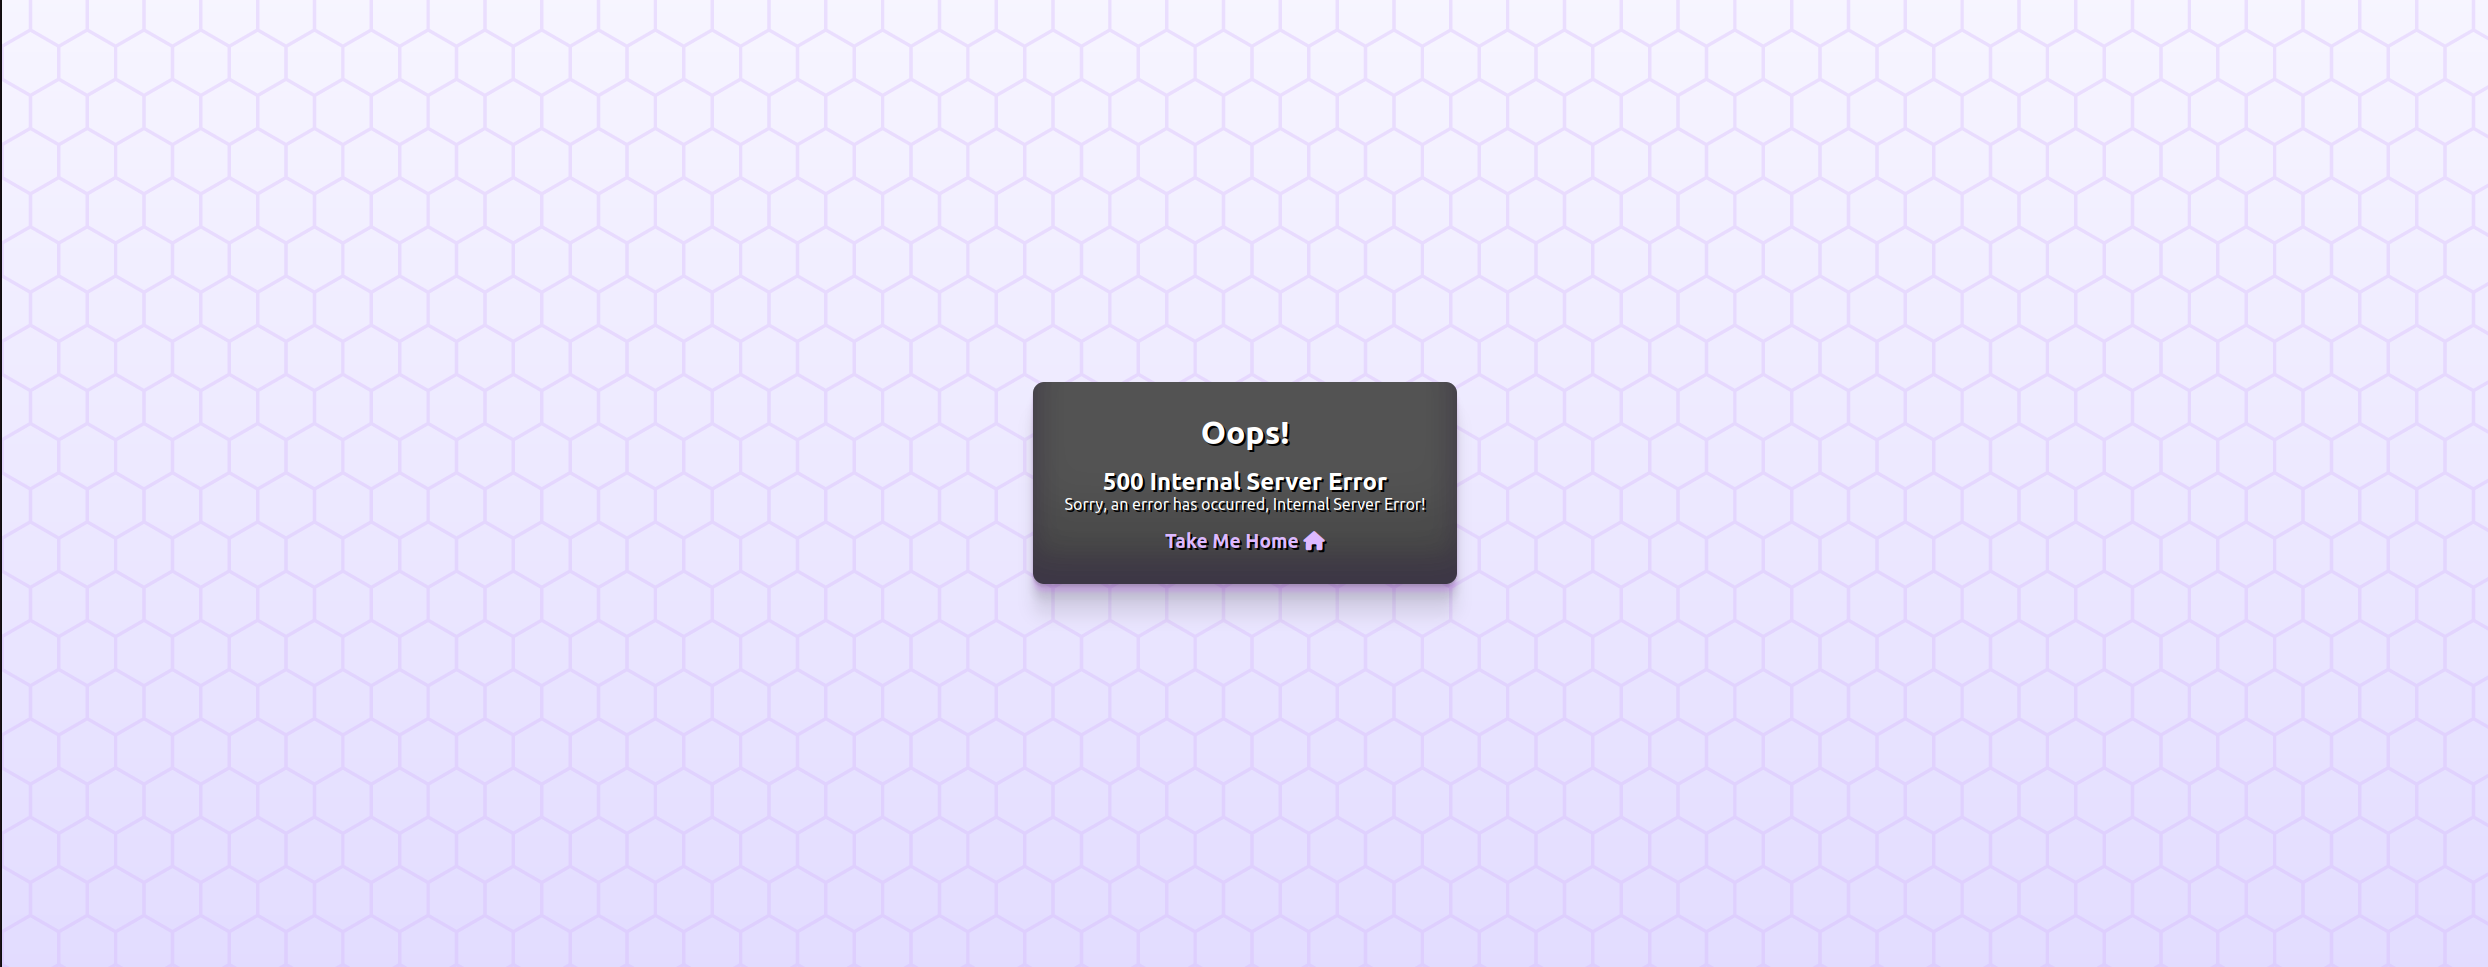 Oops!
500 Internal Server Error
Sorry, an error has occurred, Internal Server Error!
Take Me Home